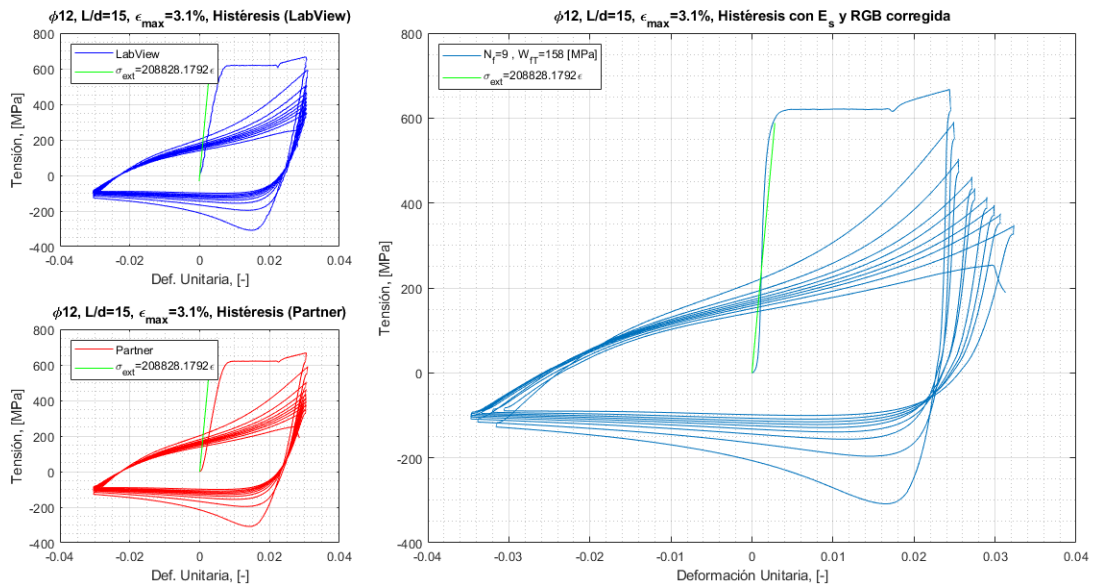 ϕ12, L/d=15, ϵmax=3.1%, Histéresis (LabView)
800
600
400
200
0
-200
-400
Tensión, [MPa]
LabView
σext=208828.1792ϵ
-0.04
-0.02
0
0.02
0.04
Def. Unitaria, [-]
ϕ12, L/d=15, ϵmax=3.1%, Histéresis (Partner)
800
600
400
200
0
-200
-400
Tensión, [MPa]
Partner
σext=208828.1792ϵ
-0.04
-0.02
0
0.02
0.04
Def. Unitaria, [-]
ϕ12, L/d=15, ϵmax=3.1%, Histéresis con Es y RGB corregida
800
600
400
200
0
-200
-400
Tensión, [MPa]
Nf=9 , WfT=158 [MPa]
σext=208828.1792ϵ
-0.04
-0.03
-0.02
-0.01
0
0.01
0.02
0.03
0.04
Deformación Unitaria, [-]